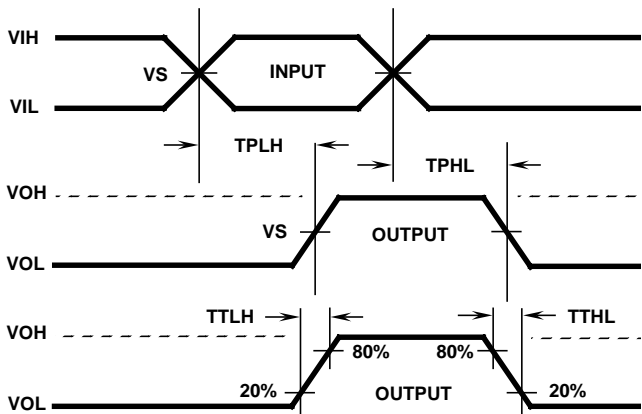 VIH
VS
INPUT
VIL
TPLH
TPHL
VOH
VS
OUTPUT
VOL
TTLH
TTHL
VOH
80%
80%
20%
OUTPUT
20%
VOL